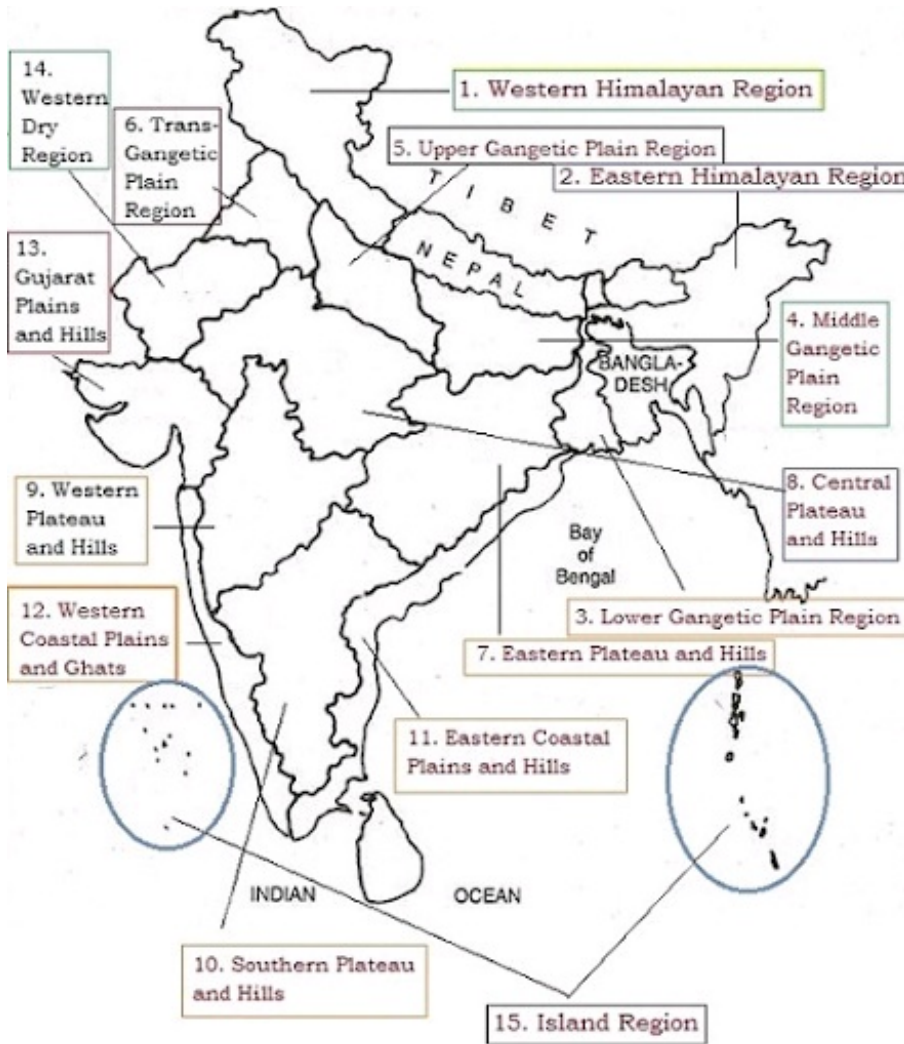 14.
Western
Dry
Region
1. Western Himalayan Region
6. Trans-
Gangetic
Plain
Region
5. Upper Gangetic Plain Region
2. Eastern Himalayan Region
TIBET
NEPAL
13.
Gujarat
Plains
and Hills
4. Middle
Gangetic
Plain
Region
BANGLA-
DESH
9. Western
Plateau
and Hills
8. Central
Plateau
and Hills
Bay
of
Bengal
12. Western
Coastal Plains
and Ghats
3. Lower Gangetic Plain Region
7. Eastern Plateau and Hills
11. Eastern Coastal
Plains and Hills
INDIAN OCEAN
10. Southern Plateau
and Hills
15. Island Region